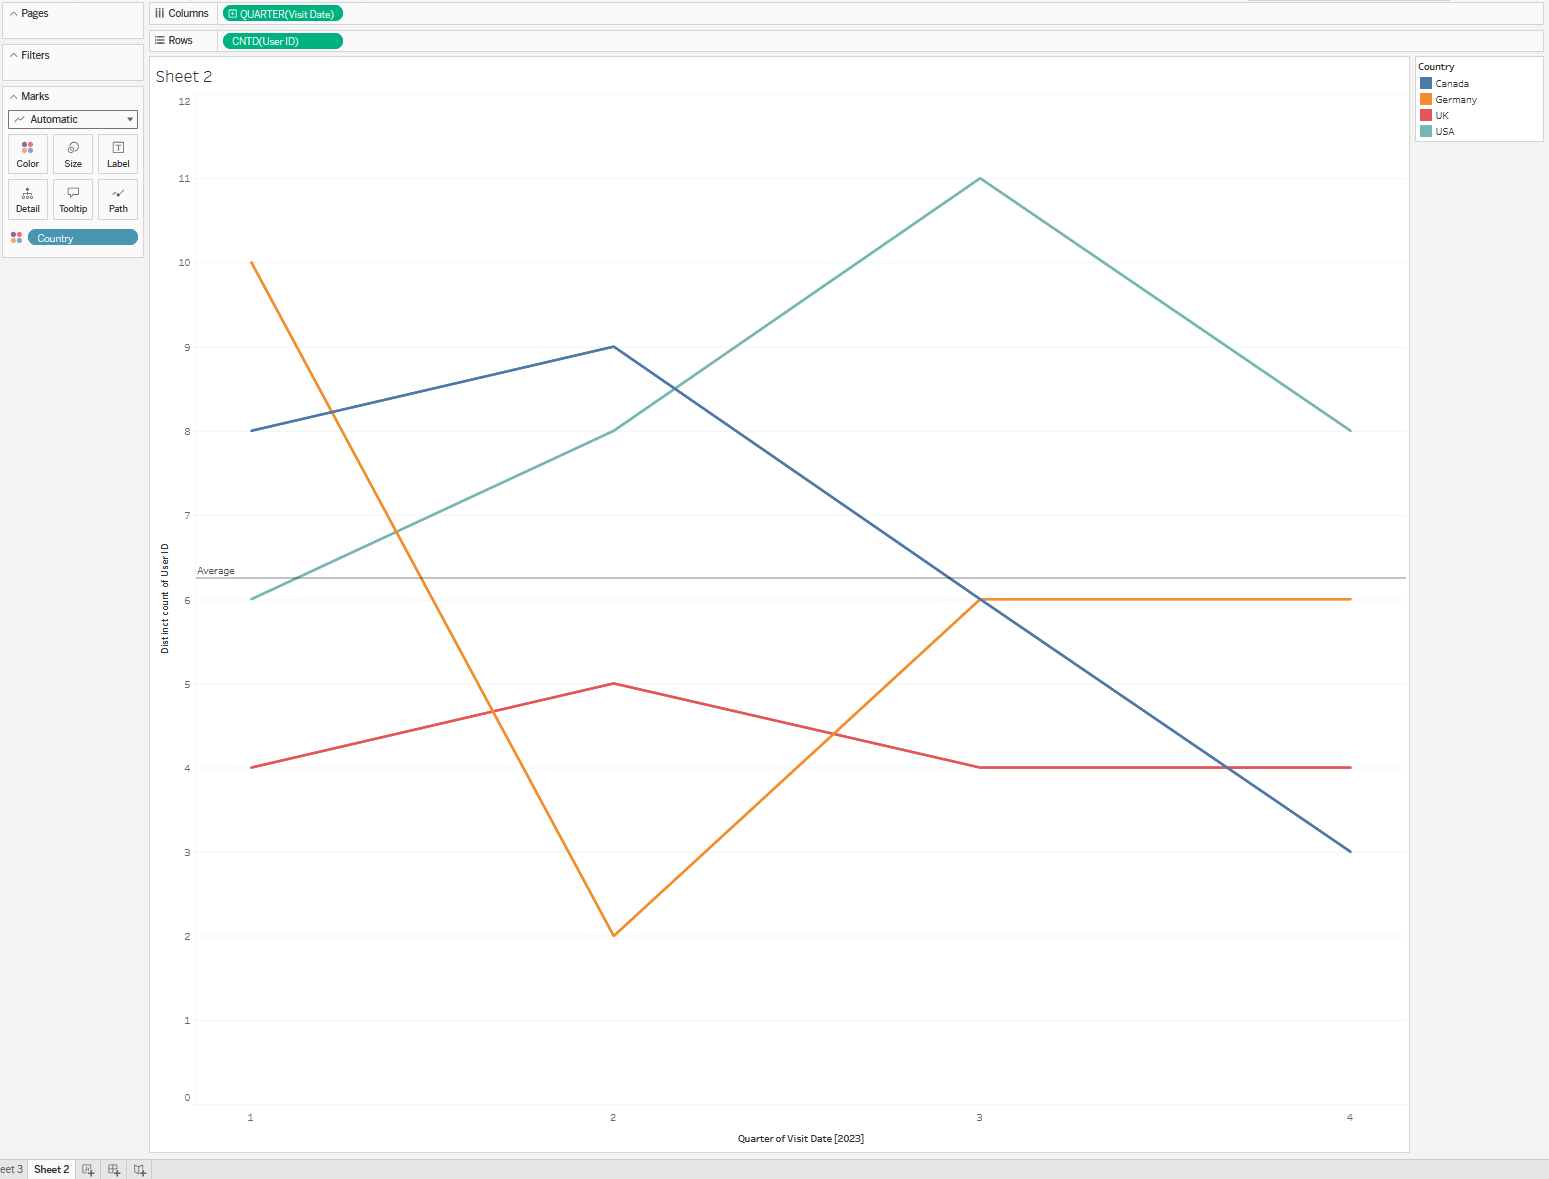 Pages
Columns QUARTER(Visit Date)
Rows CNTD(User ID)
Filters
Marks
Automatic
Color Size Label
Detail Tooltip Path
Country
Sheet 2
12
11
10
9
8
7
6
5
4
3
2
1
0
Distinct count of User ID
Average
1 2 3 4
Quarter of Visit Date [2023]
Country
Canada
Germany
UK
USA
eet 3 Sheet 2